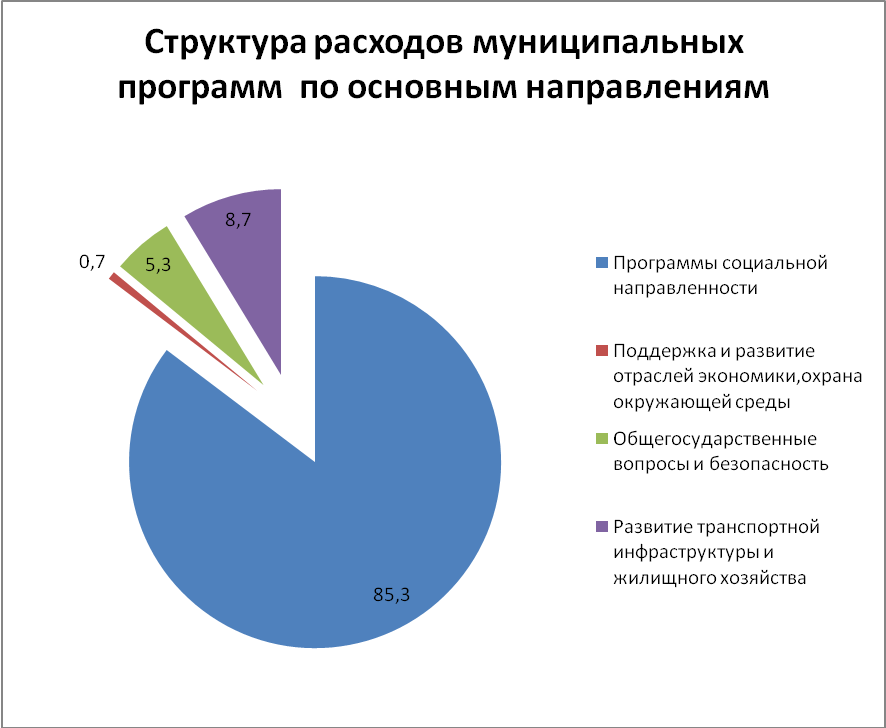 Структура расходов муниципальных
программ по основным направлениям
8,7
0,7
5,3
85,3
Программы социальной
направленности
Поддержка и развитие
отраслей экономики,охрана
окружающей среды
Общегосударственные
вопросы и безопасность
Развитие транспортной
инфраструктуры и
жилищного хозяйства